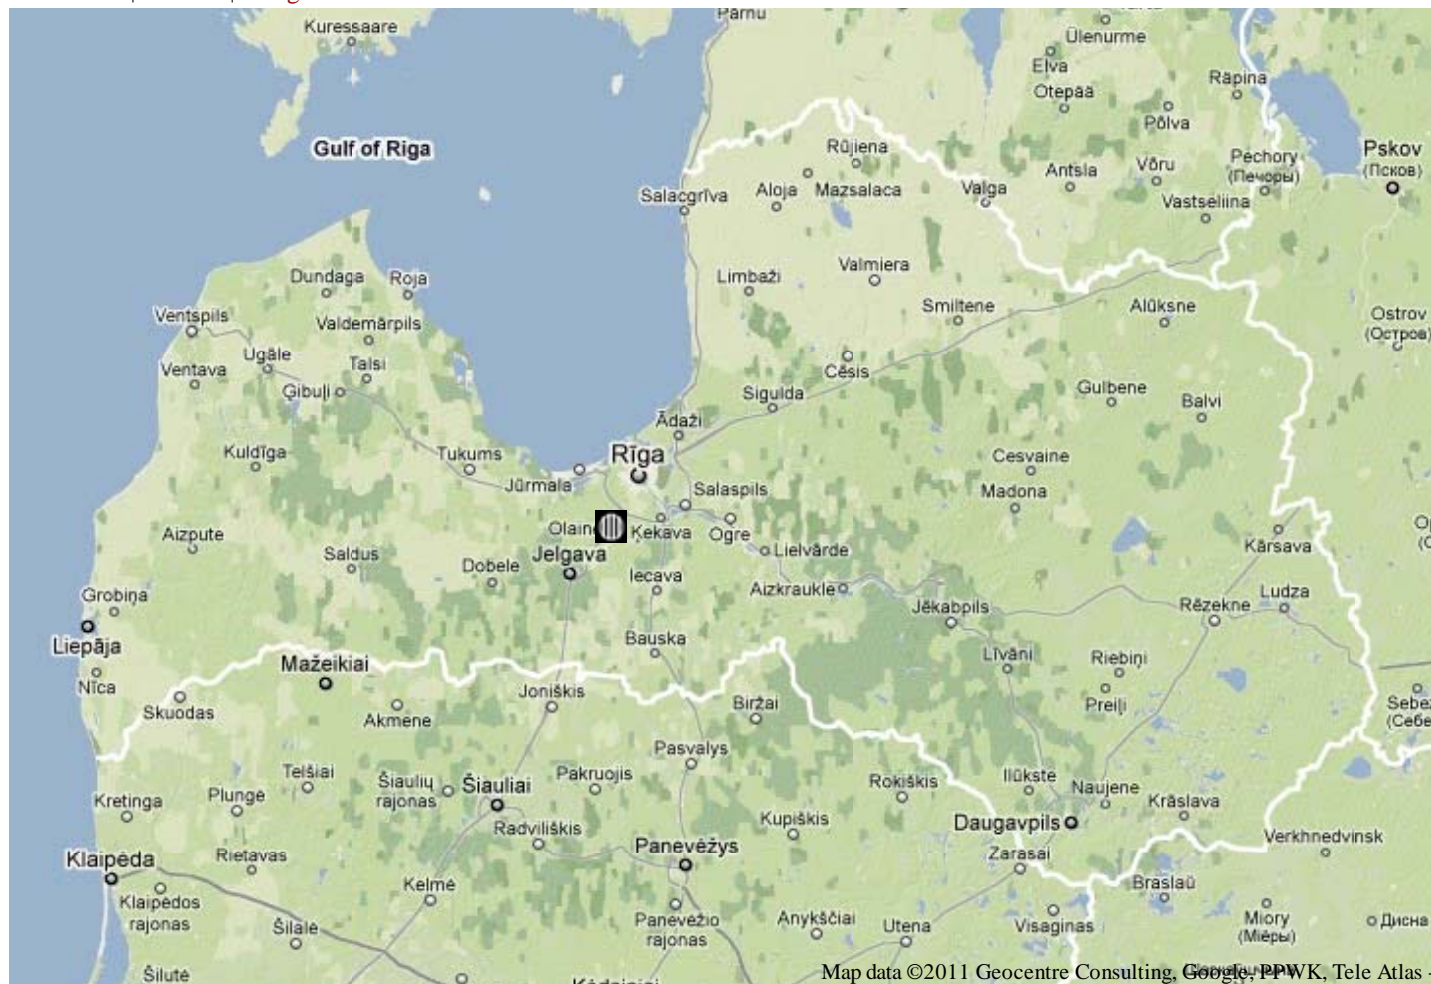 Pärnu
Kuressaare
Ülenurme
Elva
Räpina
Otepää
Põlva
Gulf of Riga
Rūjiena
Pskov
(Псков)
Pechory
(Печоры)
Võru
Antsla
Valga
Aloja
Mazsalaca
Salacgrīva
Vastseliina
Valmiera
Dundaga
Roja
Limbaži
Smiltene
Alūksne
Ventspils
Valdemārpils
Ostrov
(Остров)
Ugāle
Talsi
Ventava
Cēsis
Ģibuļi
Sigulda
Gulbene
Balvi
Ādaži
Kuldīga
Tukums
Rīga
Cesvaine
Jūrmala
Salaspils
Madona
Aizpute
Olaine
Ķekava
Ogre
Kārsava
Saldus
Jelgava
Lielvārde
Dobele
Iecava
Aizkraukle
Grobiņa
Jēkabpils
Rēzekne
Ludza
Liepāja
Bauska
Līvāni
Riebiņi
Mažeikiai
Nīca
Joniškis
Skuodas
Akmenė
Biržai
Preiļi
Pasvalys
Telšiai
Šiaulių
rajonas
Šiauliai
Pakruojis
Rokiškis
Ilūkste
Naujene
Kretinga
Plungė
Krāslava
Radviliškis
Kupiškis
Daugavpils
Verkhnedvinsk
Klaipėda
Rietavas
Panevėžys
Zarasai
Kelmė
Braslaŭ
Klaipėdos
rajonas
Šilalė
Panevėžio
rajonas
Anykščiai
Utena
Visaginas
Miory
(Міёры)
Дисна
Šilutė
Map data ©2011 Geocentre Consulting, Google, PPWK, Tele Atlas -